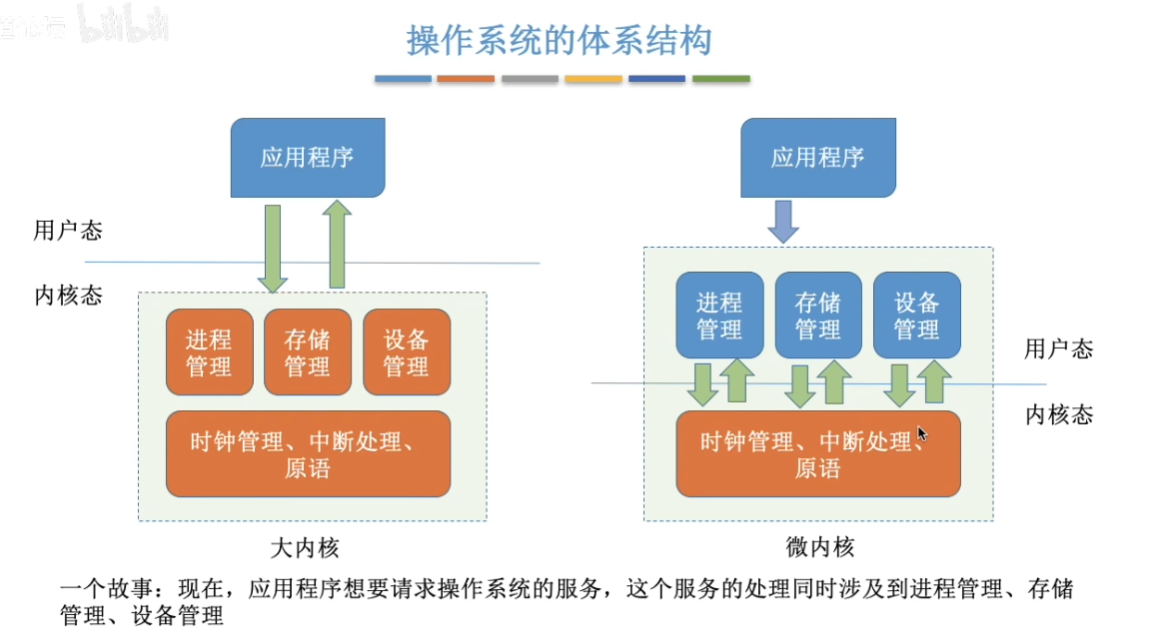 bilibili
操作系统的体系结构
应用程序
应用程序
用户态
内核态
进程
管理
存储
管理
设备
管理
时钟管理、中断处理、
原语
大内核
进程
管理
存储
管理
设备
管理
用户态
内核态
时钟管理、中断处理、
原语
微内核
一个故事：现在，应用程序想要请求操作系统的服务，这个服务的处理同时涉及到进程管理、存储
管理、设备管理